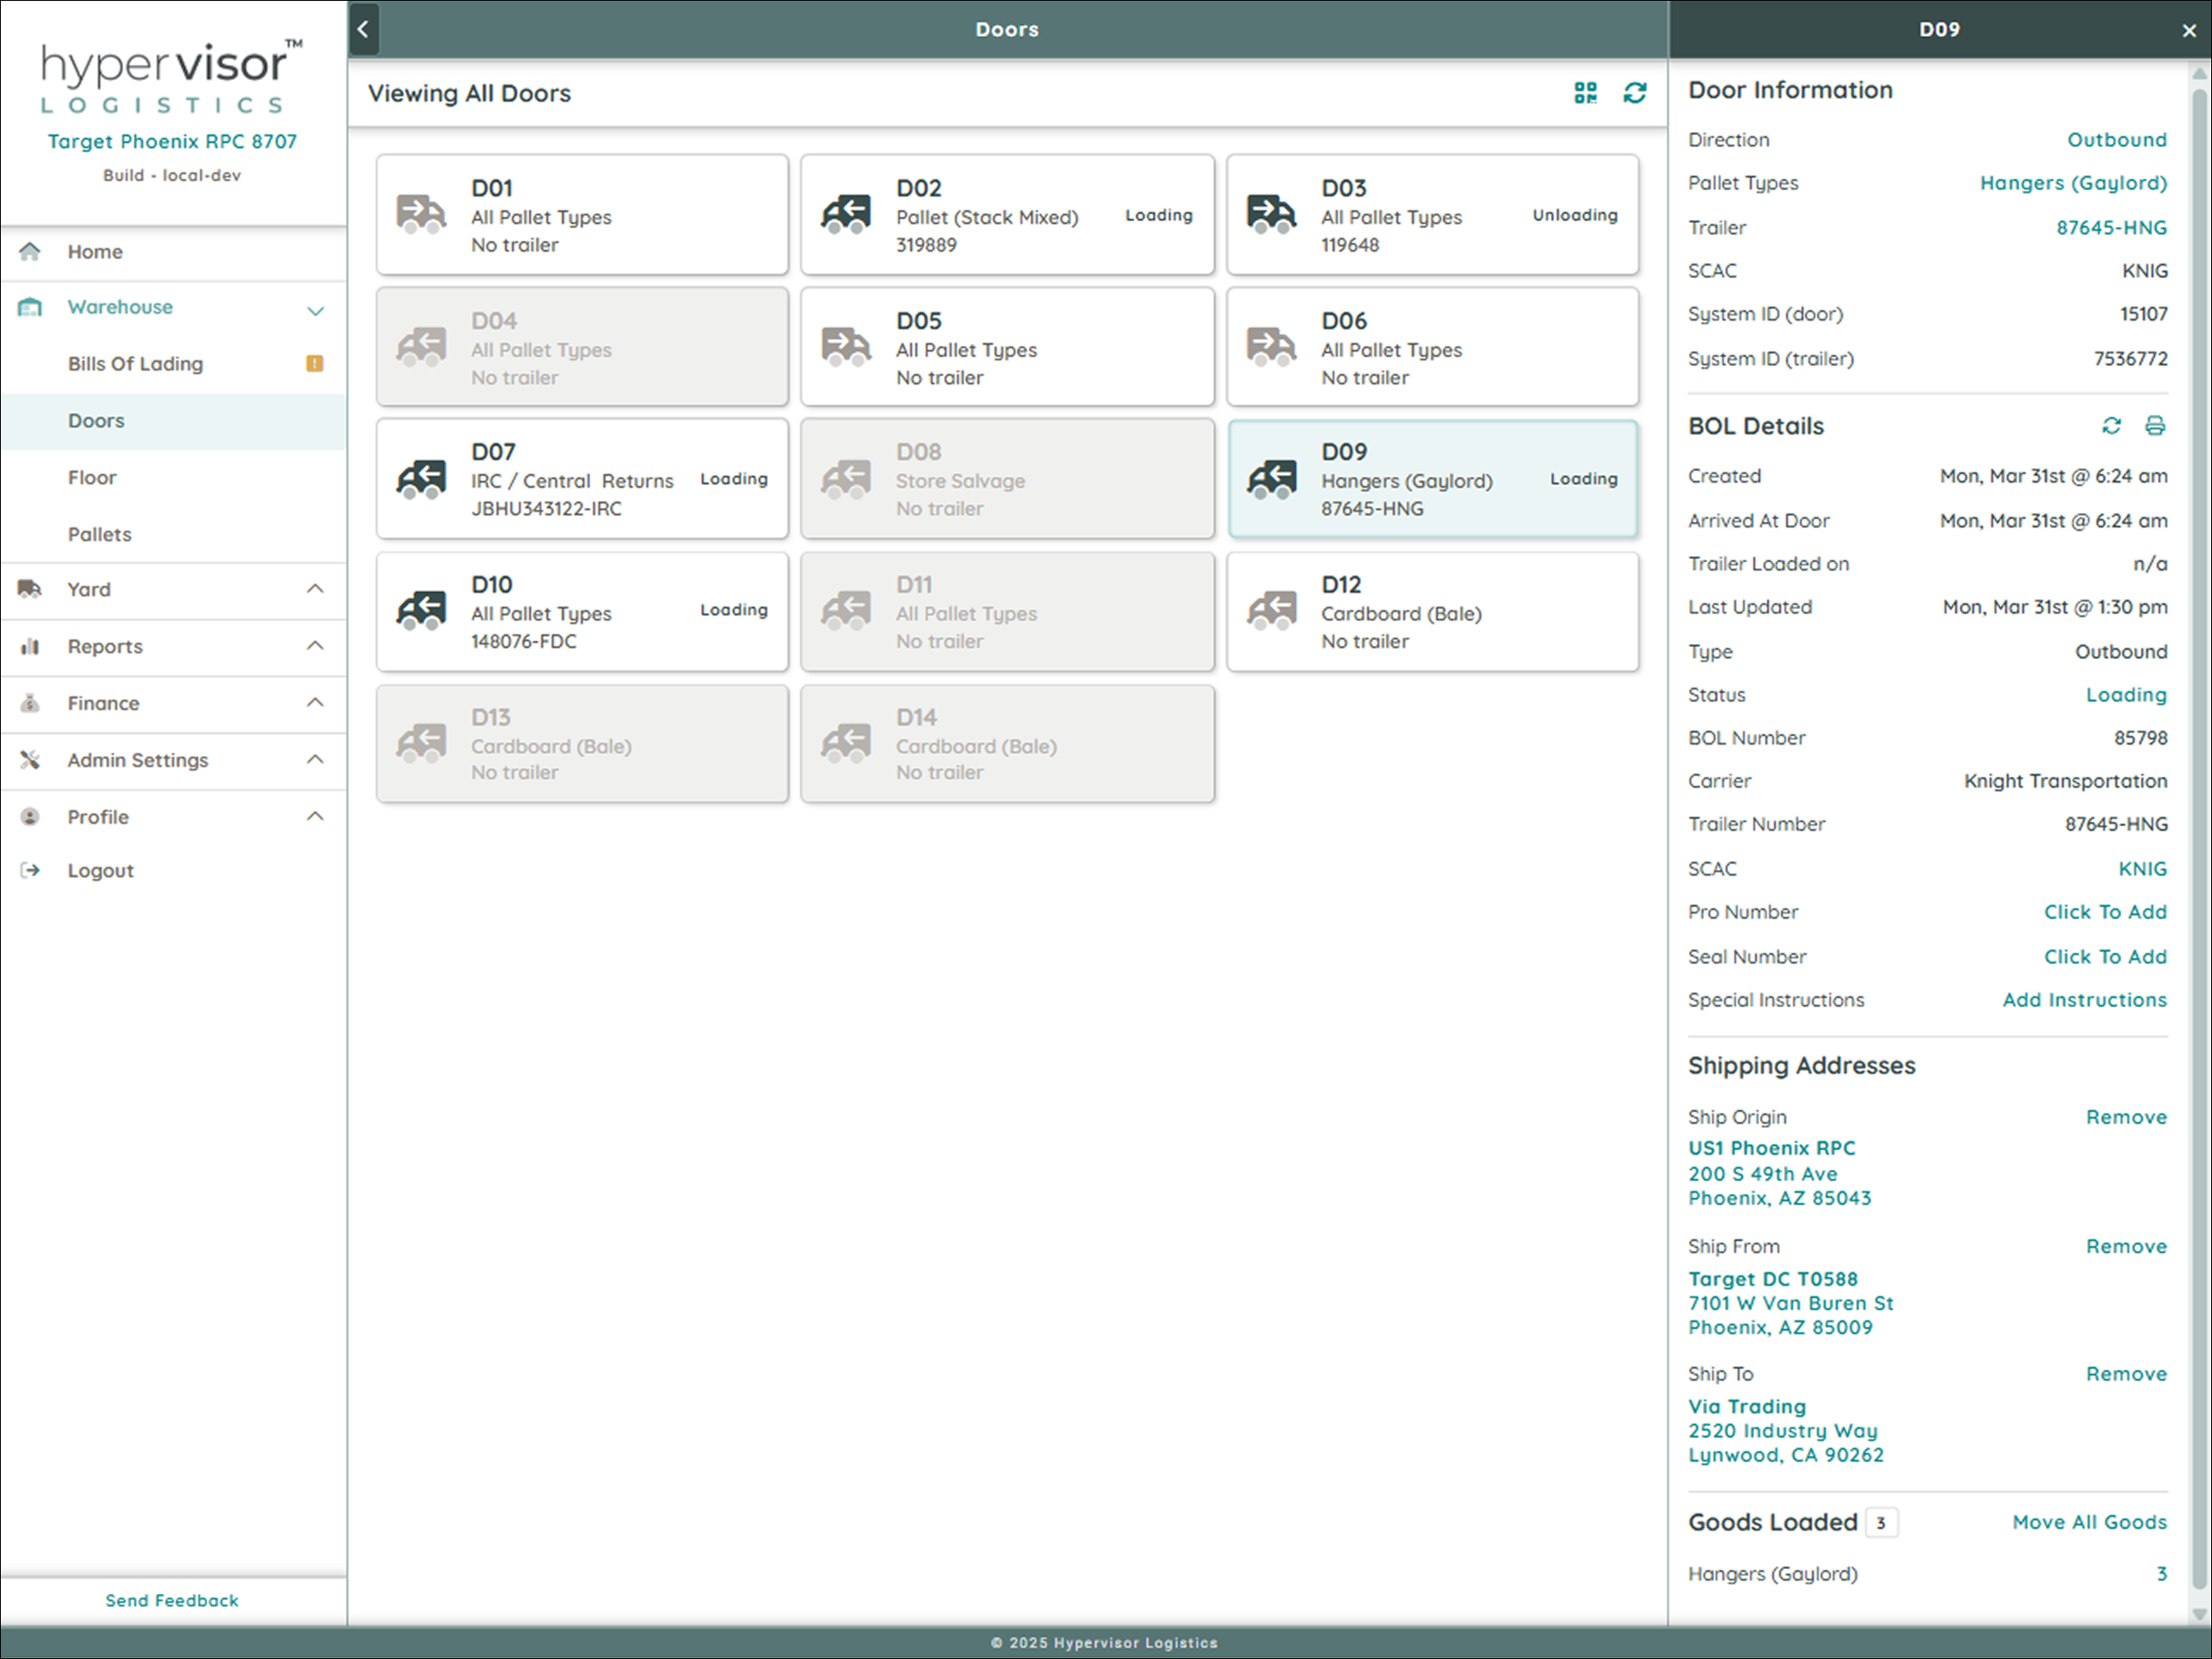 hypervisor™
LOGISTICS
Target Phoenix RPC 8707
Build - local-dev
Home
Warehouse
Bills Of Lading
Doors
Floor
Pallets
Yard
Reports
Finance
Admin Settings
Profile
Logout
Send Feedback
Doors
Viewing All Doors
D01
All Pallet Types
No trailer
D02
Pallet (Stack Mixed)
319889
Loading
D03
All Pallet Types
119648
Unloading
D04
All Pallet Types
No trailer
D05
All Pallet Types
No trailer
D06
All Pallet Types
No trailer
D07
IRC / Central Returns
JBHU343122-IRC
Loading
D08
Store Salvage
No trailer
D09
Hangers (Gaylord)
87645-HNG
Loading
D10
All Pallet Types
148076-FDC
Loading
D11
All Pallet Types
No trailer
D12
Cardboard (Bale)
No trailer
D13
Cardboard (Bale)
No trailer
D14
Cardboard (Bale)
No trailer
D09
Door Information
Direction Outbound
Pallet Types Hangers (Gaylord)
Trailer 87645-HNG
SCAC KNIG
System ID (door) 15107
System ID (trailer) 7536772
BOL Details
Created Mon, Mar 31st @ 6:24 am
Arrived At Door Mon, Mar 31st @ 6:24 am
Trailer Loaded on n/a
Last Updated Mon, Mar 31st @ 1:30 pm
Type Outbound
Status Loading
BOL Number 85798
Carrier Knight Transportation
Trailer Number 87645-HNG
SCAC KNIG
Pro Number Click To Add
Seal Number Click To Add
Special Instructions Add Instructions
Shipping Addresses
Ship Origin Remove
US1 Phoenix RPC
200 S 49th Ave
Phoenix, AZ 85043
Ship From Remove
Target DC T0588
7101 W Van Buren St
Phoenix, AZ 85009
Ship To Remove
Via Trading
2520 Industry Way
Lynwood, CA 90262
Goods Loaded 3 Move All Goods
Hangers (Gaylord) 3
© 2025 Hypervisor Logistics